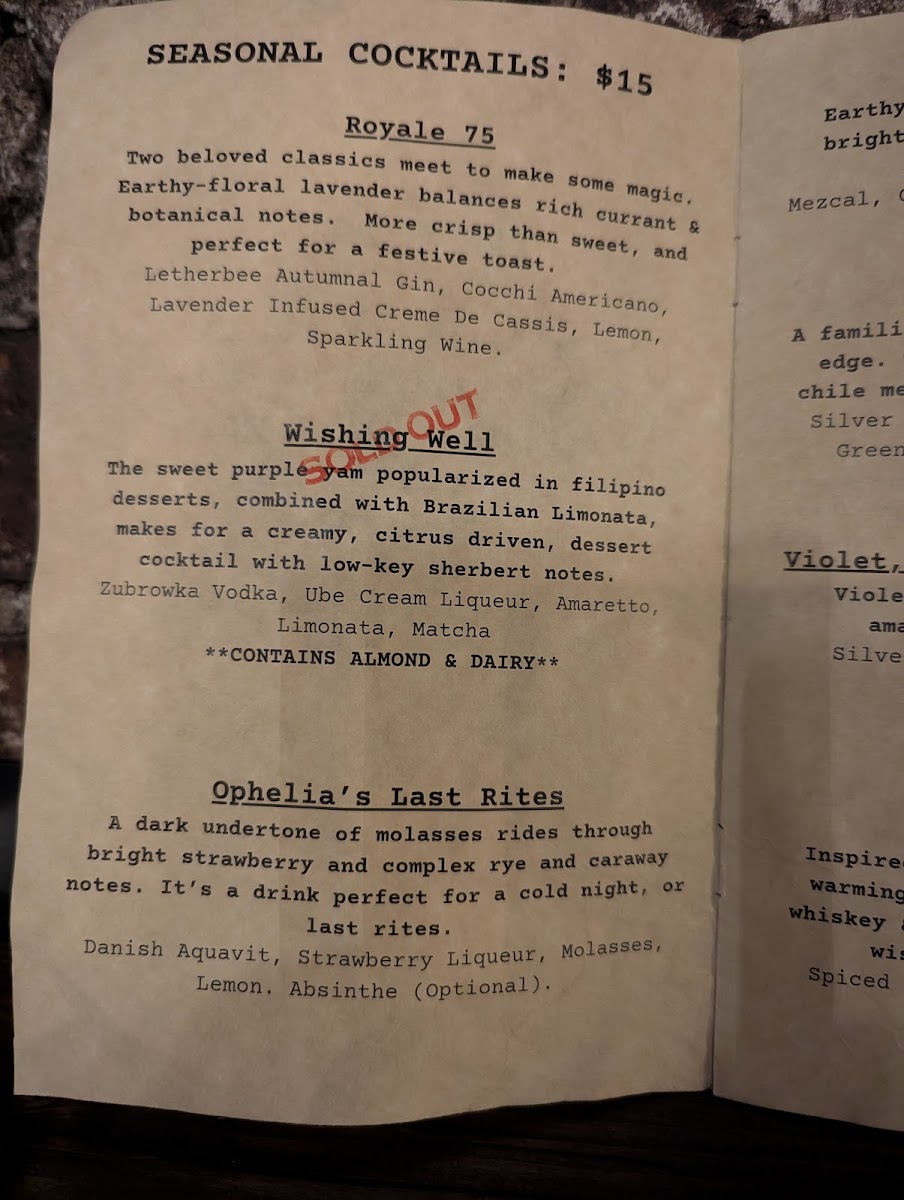 SEASONAL COCKTAILS: $15
Royale 75
Two beloved classics meet to make some magic.
Earthy-floral lavender balances rich currant &
botanical notes. More crisp than sweet, and
perfect for a festive toast.
Letherbee Autumnal Gin, Cocchi Americano,
Lavender Infused Creme De Cassis, Lemon,
Sparkling Wine.
Wishing Well
SOLD OUT
The sweet purple yam popularized in filipino
desserts, combined with Brazilian Limonata,
makes for a creamy, citrus driven, dessert
cocktail with low-key sherbert notes.
Zubrowka Vodka, Ube Cream Liqueur, Amaretto,
Limonata, Matcha
**CONTAINS ALMOND & DAIRY**
Ophelia's Last Rites
A dark undertone of molasses rides through
bright strawberry and complex rye and caraway
notes. It's a drink perfect for a cold night, or
last rites.
Danish Aquavit, Strawberry Liqueur, Molasses,
Lemon. Absinthe (Optional).
Earthy
bright
Mezcal,
A famili
edge.
chile me
Silver
Green
Violet,
Viole
ama
Silve
Inspire
warming
whiskey
wis
Spiced